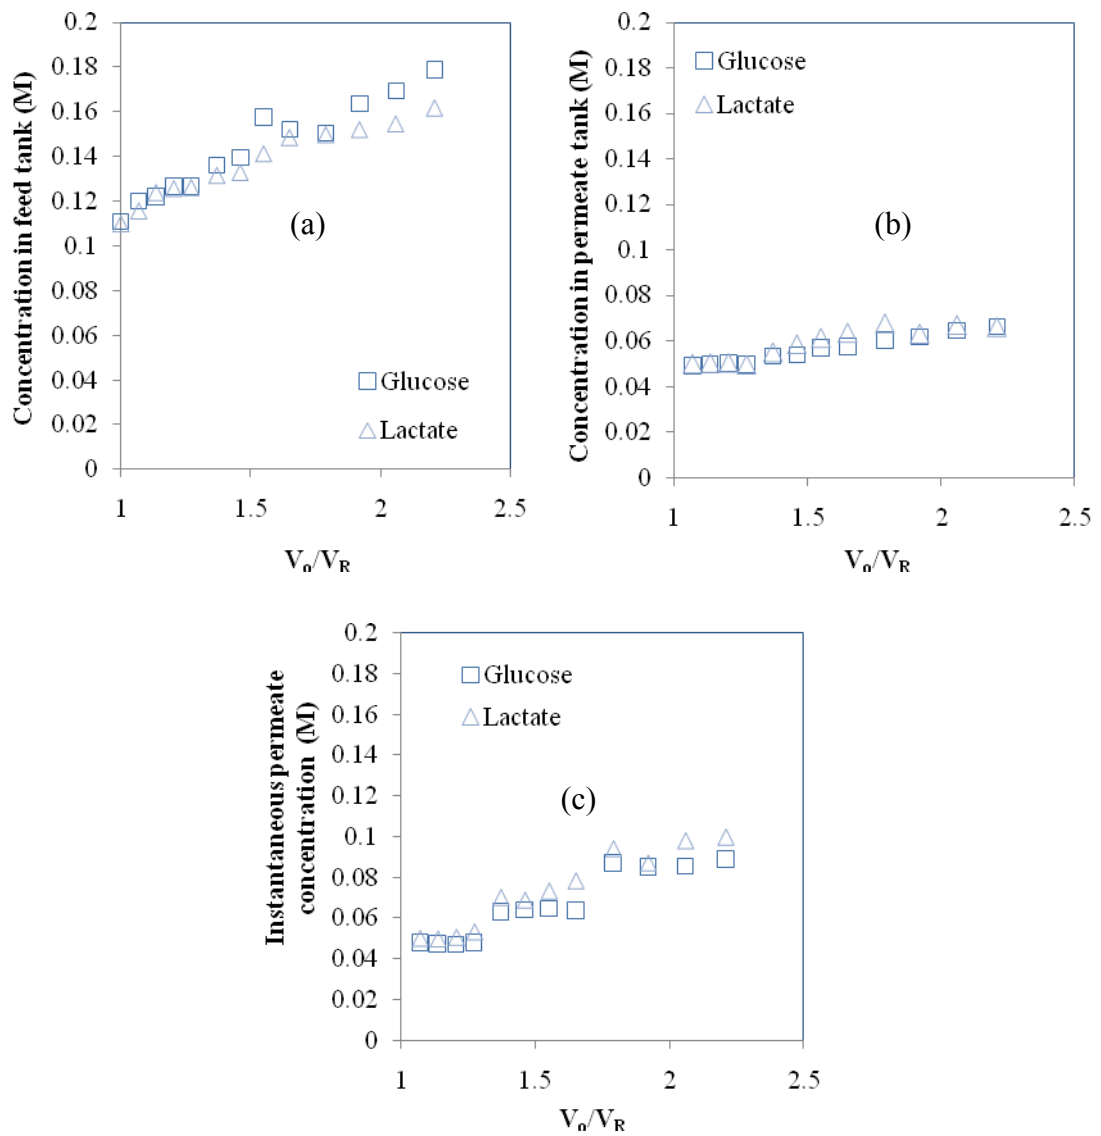 Concentration in feed tank (M)
0.2
0.18
0.16
0.14
0.12
0.1
0.08
0.06
0.04
0.02
0
(a)
Glucose
Lactate
1
1.5
2
2.5
Vo/VR
Concentration in permeate tank (M)
0.2
0.18
0.16
0.14
0.12
0.1
0.08
0.06
0.04
0.02
0
Glucose
Lactate
(b)
1
1.5
2
2.5
Vo/VR
Instantaneous permeate
concentration (M)
0.2
0.18
0.16
0.14
0.12
0.1
0.08
0.06
0.04
0.02
0
Glucose
Lactate
(c)
1
1.5
2
2.5
Vo/VR